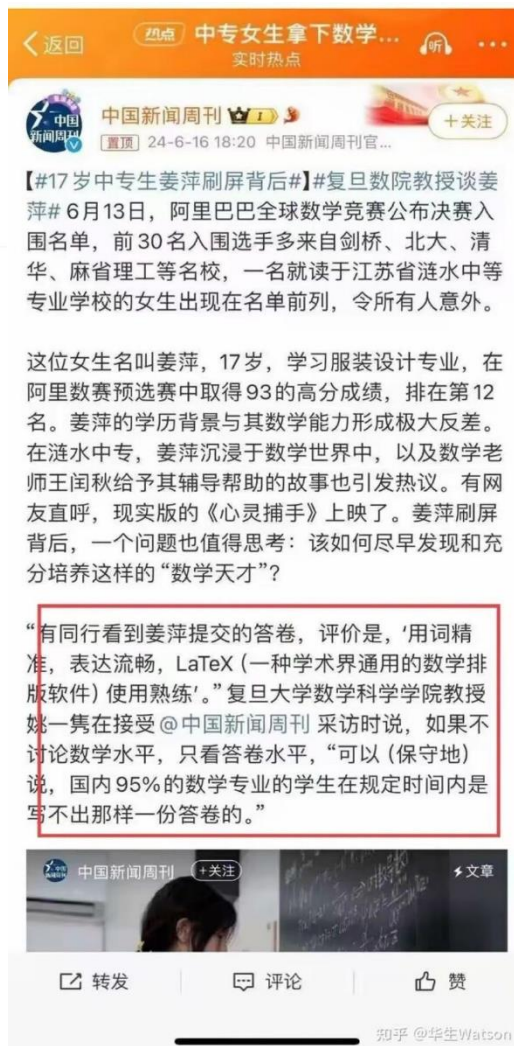 返回
热点 中专女生拿下数学...
实时热点
听
中国新闻周刊
中国新闻周刊 I
+关注
置顶 24-6-16 18:20 中国新闻周刊官...
【#17岁中专生姜萍刷屏背后#】#复旦数院教授谈姜
萍# 6月13日，阿里巴巴全球数学竞赛公布决赛入
围名单，前30名入围选手多来自剑桥、北大、清
华、麻省理工等名校，一名就读于江苏省涟水中等
专业学校的女生出现在名单前列，令所有人意外。
这位女生名叫姜萍，17岁，学习服装设计专业，在
阿里数赛预选赛中取得93的高分成绩，排在第12
名。姜萍的学历背景与其数学能力形成极大反差。
在涟水中专，姜萍沉浸于数学世界中，以及数学老
师王闰秋给予其辅导帮助的故事也引发热议。有网
友直呼，现实版的《心灵捕手》上映了。姜萍刷屏
背后，一个问题也值得思考：该如何尽早发现和充
分培养这样的“数学天才”？
“有同行看到姜萍提交的答卷，评价是，‘用词精
准，表达流畅，LaTeX（一种学术界通用的数学排
版软件）使用熟练’。”复旦大学数学科学学院教授
姚一隽在接受@中国新闻周刊 采访时说，如果不
讨论数学水平，只看答卷水平，“可以（保守地）
说，国内95%的数学专业的学生在规定时间内是
写不出那样一份答卷的。”
中国新闻周刊 +关注 文章
转发 评论 赞
知乎 @华生Watson